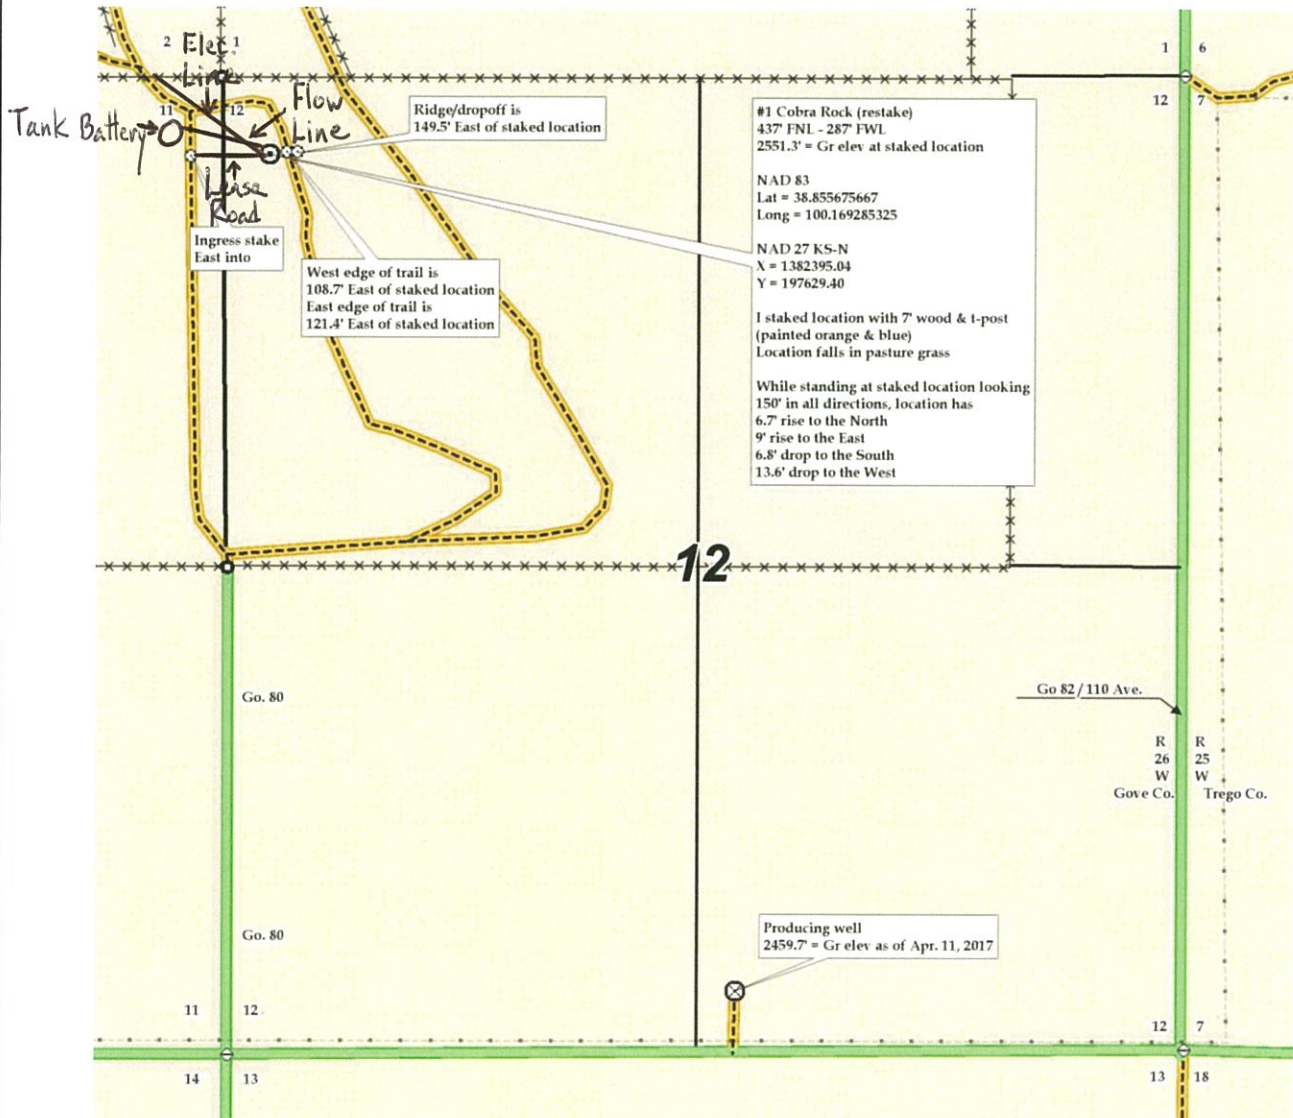 2 1
1 6
Elec.
Line
11 12
12 7
Flow
Line
Tank Battery
Lease
Road
Ridge/dropoff is
149.5' East of staked location
#1 Cobra Rock (restake)
437' FNL - 287' FWL
2551.3' = Gr elev at staked location
NAD 83
Lat = 38.855675667
Long = 100.169285325
NAD 27 KS-N
X = 1382395.04
Y = 197629.40
I staked location with 7' wood & t-post
(painted orange & blue)
Location falls in pasture grass
While standing at staked location looking
150' in all directions, location has
6.7' rise to the North
9' rise to the East
6.8' drop to the South
13.6' drop to the West
Ingress stake
East into
West edge of trail is
108.7' East of staked location
East edge of trail is
121.4' East of staked location
12
Go. 80
Go 82/110 Ave.
R R
26 25
W W
Gove Co. Trego Co.
Go. 80
Producing well
2459.7' = Gr elev as of Apr. 11, 2017
11 12
12 7
14 13
13 18